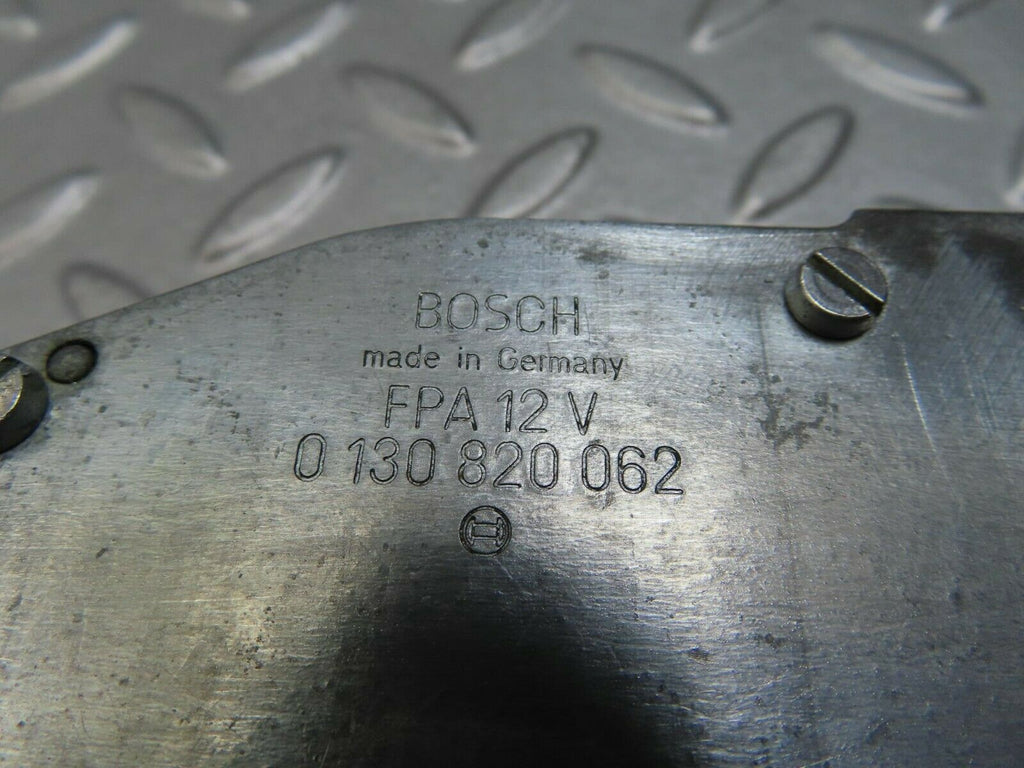 BOSCH
made in Germany
FPA 12 V
0 130 820 062